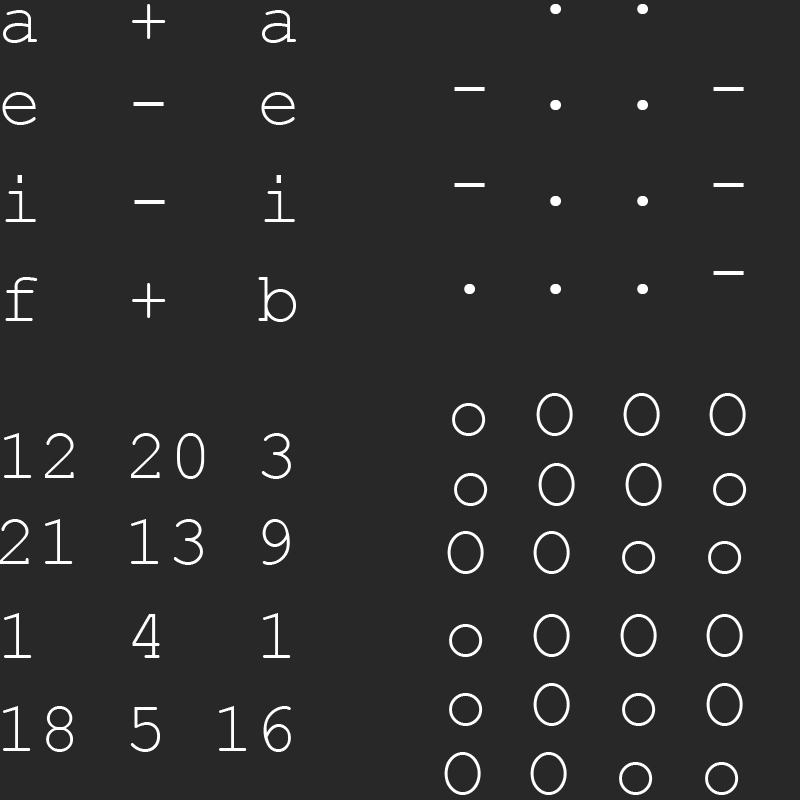 a + a
e - e
i - i
f + b
. .
- . . -
- . . -
. . . -
12 20 3
21 13 9
1 4 1
18 5 16
o O O O
o O O o
O O o o
o O O O
o O o O
O O o o